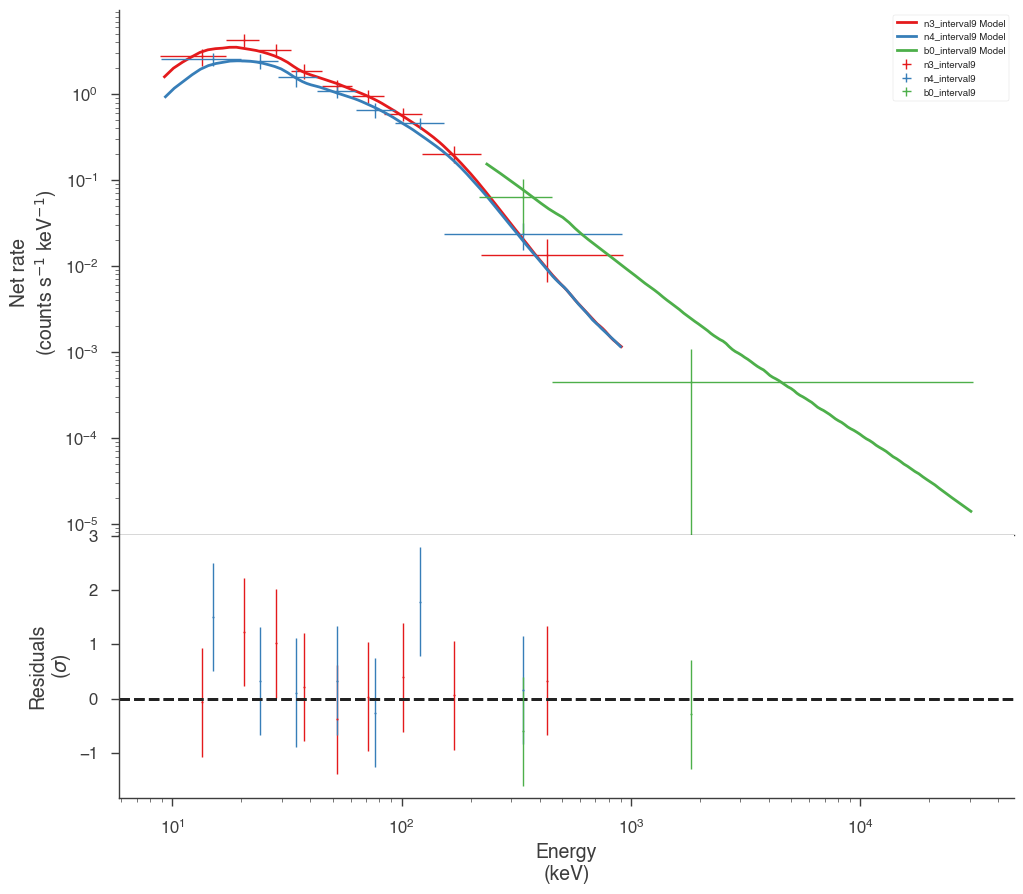 n3_interval9 Model
n4_interval9 Model
b0_interval9 Model
n3_interval9
n4_interval9
b0_interval9
Net rate
(counts s⁻¹ keV⁻¹)
10⁰
10⁻¹
10⁻²
10⁻³
10⁻⁴
10⁻⁵
Residuals
(σ)
3
2
1
0
−1
10¹
10²
10³
10⁴
Energy
(keV)